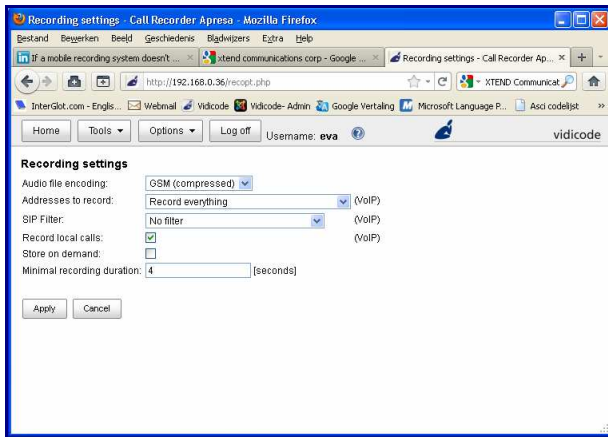 Recording settings - Call Recorder Apresa - Mozilla Firefox
Bestand Bewerken Beeld Geschiedenis Bladwijzers Extra Help
If a mobile recording system doesn't ... xtend communications corp - Google ... Recording settings - Call Recorder Ap...
http://192.168.0.36/recopt.php XTEND Communicat
InterGlot.com - Englis... Webmail Vidicode Vidicode- Admin Google Vertaling Microsoft Language P... Asci codelijst »
Home Tools Options Log off Username: eva vidicode
Recording settings
Audio file encoding: GSM (compressed)
Addresses to record: Record everything (VoIP)
SIP Filter: No filter (VoIP)
Record local calls: (VoIP)
Store on demand:
Minimal recording duration: 4 [seconds]
Apply Cancel